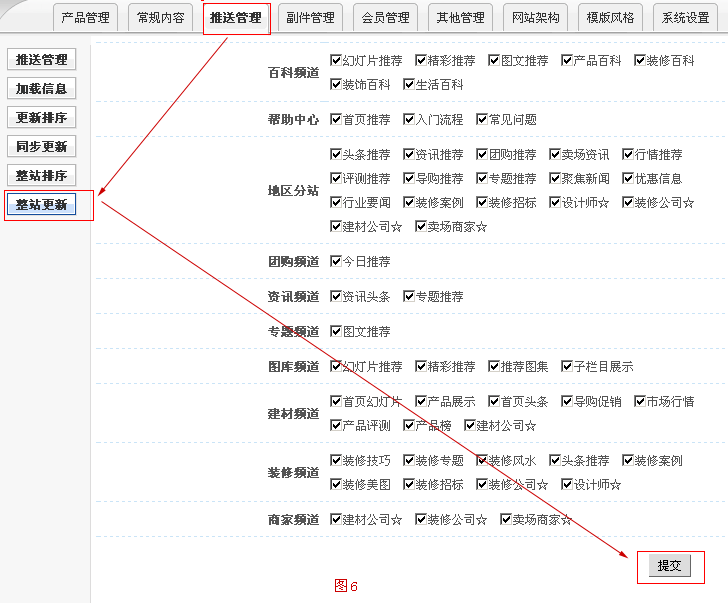 产品管理 常规内容 推送管理 副件管理 会员管理 其他管理 网站架构 模版风格 系统设置
推送管理
加载信息
更新排序
同步更新
整站排序
整站更新
百科频道 幻灯片推荐 精彩推荐 图文推荐 产品百科 装修百科
装饰百科 生活百科
帮助中心 首页推荐 入门流程 常见问题
地区分站 头条推荐 资讯推荐 团购推荐 卖场资讯 行情推荐
评测推荐 导购推荐 专题推荐 聚焦新闻 优惠信息
行业要闻 装修案例 装修招标 设计师☆ 装修公司☆
建材公司☆ 卖场商家☆
团购频道 今日推荐
资讯频道 资讯头条 专题推荐
专题频道 图文推荐
图库频道 幻灯片推荐 精彩推荐 推荐图集 子栏目展示
建材频道 首页幻灯片 产品展示 首页头条 导购促销 市场行情
产品评测 产品榜 建材公司☆
装修频道 装修技巧 装修专题 装修风水 头条推荐 装修案例
装修美图 装修招标 装修公司☆ 设计师☆
商家频道 建材公司☆ 装修公司☆ 卖场商家☆
提交
图6